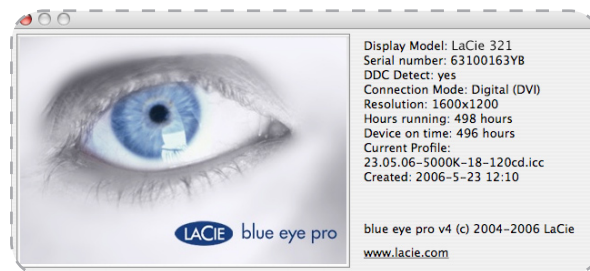 LACIE blue eye pro
Display Model: LaCie 321
Serial number: 63100163YB
DDC Detect: yes
Connection Mode: Digital (DVI)
Resolution: 1600x1200
Hours running: 498 hours
Device on time: 496 hours
Current Profile:
23.05.06-5000K-18-120cd.icc
Created: 2006-5-23 12:10
blue eye pro v4 (c) 2004-2006 LaCie
www.lacie.com